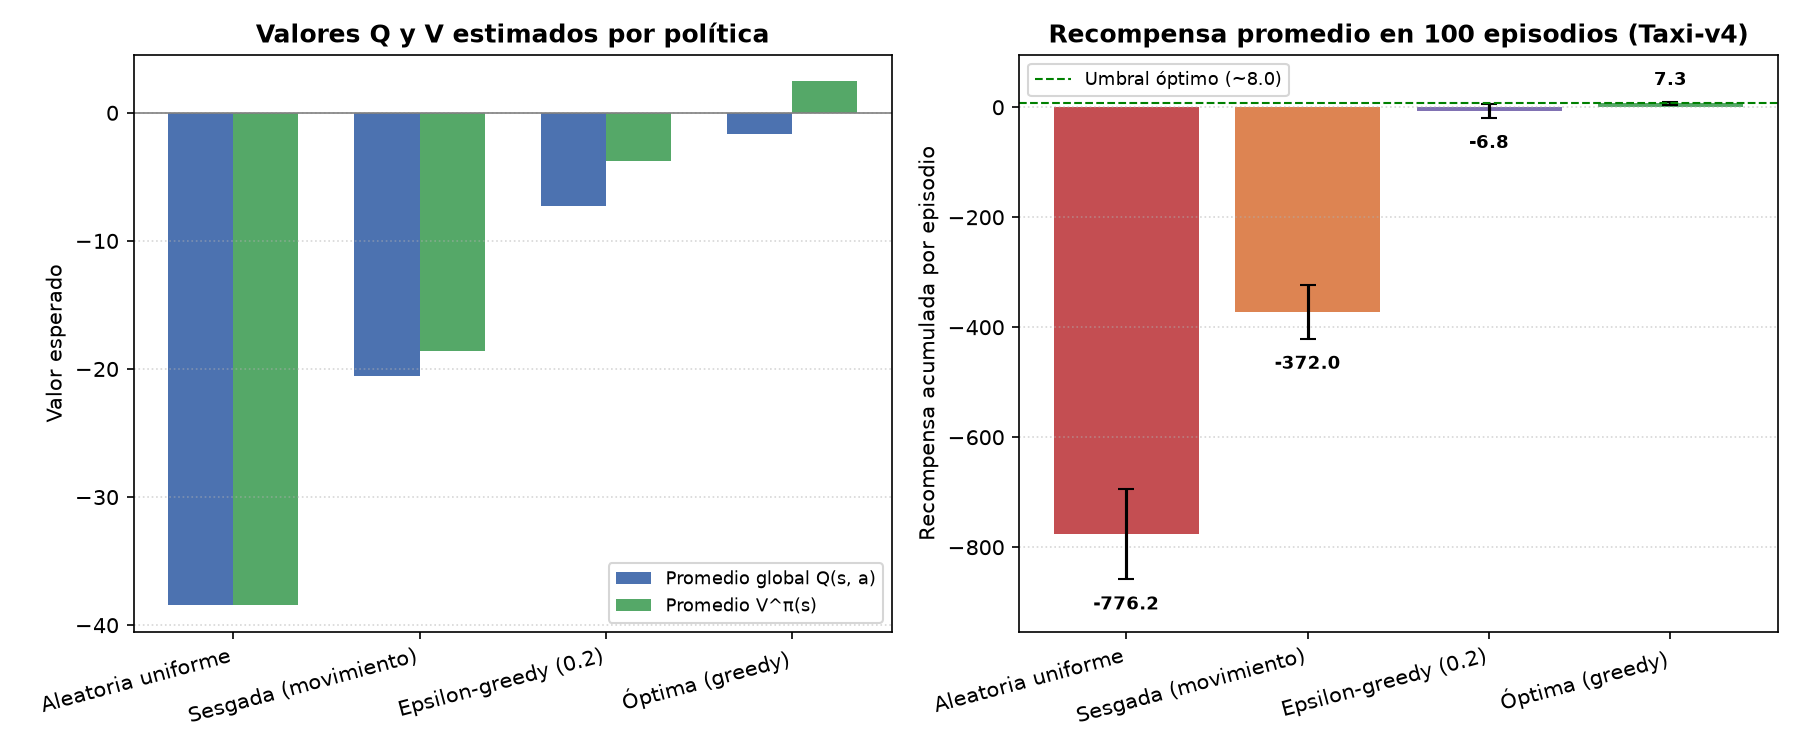 Valores Q y V estimados por política
Valor esperado
0
−10
−20
−30
−40
Promedio global Q(s, a)
Promedio V^π(s)
Aleatoria uniforme
Sesgada (movimiento)
Epsilon-greedy (0.2)
Óptima (greedy)
Recompensa promedio en 100 episodios (Taxi-v4)
Recompensa acumulada por episodio
Umbral óptimo (~8.0)
0
−200
−400
−600
−800
-776.2
-372.0
-6.8
7.3
Aleatoria uniforme
Sesgada (movimiento)
Epsilon-greedy (0.2)
Óptima (greedy)